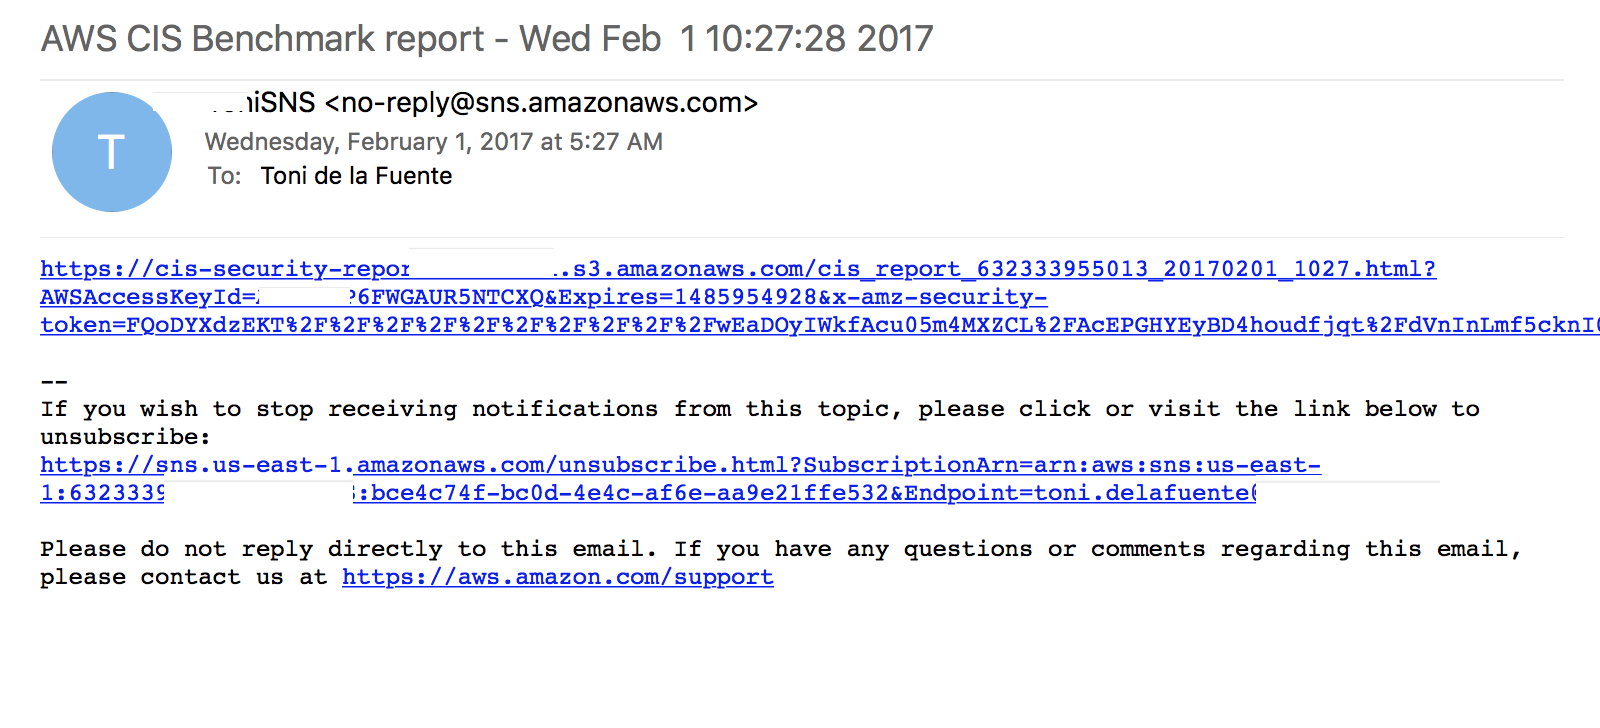 AWS CIS Benchmark report - Wed Feb 1 10:27:28 2017
T
iSNS <no-reply@sns.amazonaws.com>
Wednesday, February 1, 2017 at 5:27 AM
To: Toni de la Fuente
https://cis-security-repor .s3.amazonaws.com/cis_report_632333955013_20170201_1027.html?
AWSAccessKeyId= P6FWGAUR5NTCXQ&Expires=1485954928&x-amz-security-
token=FQoDYXdzEKT%2F%2F%2F%2F%2F%2F%2F%2F%2F%2FwEaDOyIWkfAcu05m4MXZCL%2FAcEPGHYEyBD4houdfjqt%2FdVnInLmf5cknI
--
If you wish to stop receiving notifications from this topic, please click or visit the link below to
unsubscribe:
https://sns.us-east-1.amazonaws.com/unsubscribe.html?SubscriptionArn=arn:aws:sns:us-east-
1:6323339 :bce4c74f-bc0d-4e4c-af6e-aa9e21ffe532&Endpoint=toni.delafuente
Please do not reply directly to this email. If you have any questions or comments regarding this email,
please contact us at https://aws.amazon.com/support